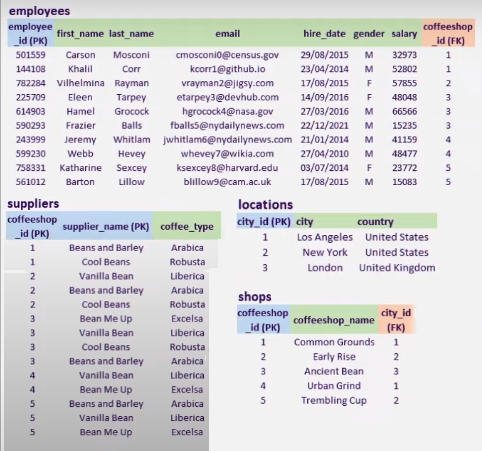 employees
employee_id (PK) first_name last_name email hire_date gender salary coffeeshop_id (FK)
501559 Carson Mosconi cmosconi0@census.gov 29/08/2015 M 32973 1
144108 Khalil Corr kcorr1@github.io 23/04/2014 M 52802 1
782284 Vilhelmina Rayman vrayman2@jigsy.com 17/08/2015 F 57855 2
225709 Eileen Tarpey etarpey3@devhub.com 14/09/2016 F 48048 3
614903 Hamel Grocock hgrocock4@nasa.gov 27/03/2016 M 66566 3
590293 Frazier Balls fballs5@nydailynews.com 22/12/2021 M 15235 3
243999 Jeremy Whitlam jwhitlam6@nydailynews.com 21/01/2014 M 41159 4
599230 Webb Hevey whevey7@wikia.com 27/04/2010 M 48477 4
758331 Katharine Sexcey ksexcey8@harvard.edu 03/07/2014 F 23772 5
561012 Barton Lillow blillow9@cam.ac.uk 17/08/2015 M 15083 5
suppliers
coffeeshop_id (PK) supplier_name (PK) coffee_type
1 Beans and Barley Arabica
1 Cool Beans Robusta
2 Vanilla Bean Liberica
2 Beans and Barley Arabica
2 Cool Beans Robusta
3 Bean Me Up Excelsa
3 Vanilla Bean Liberica
3 Cool Beans Robusta
3 Beans and Barley Arabica
4 Vanilla Bean Liberica
4 Bean Me Up Excelsa
5 Beans and Barley Arabica
5 Vanilla Bean Liberica
5 Bean Me Up Excelsa
locations
city_id (PK) city country
1 Los Angeles United States
2 New York United States
3 London United Kingdom
shops
coffeeshop_id (PK) coffeeshop_name city_id (FK)
1 Common Grounds 1
2 Early Rise 2
3 Ancient Bean 3
4 Urban Grind 1
5 Trembling Cup 2